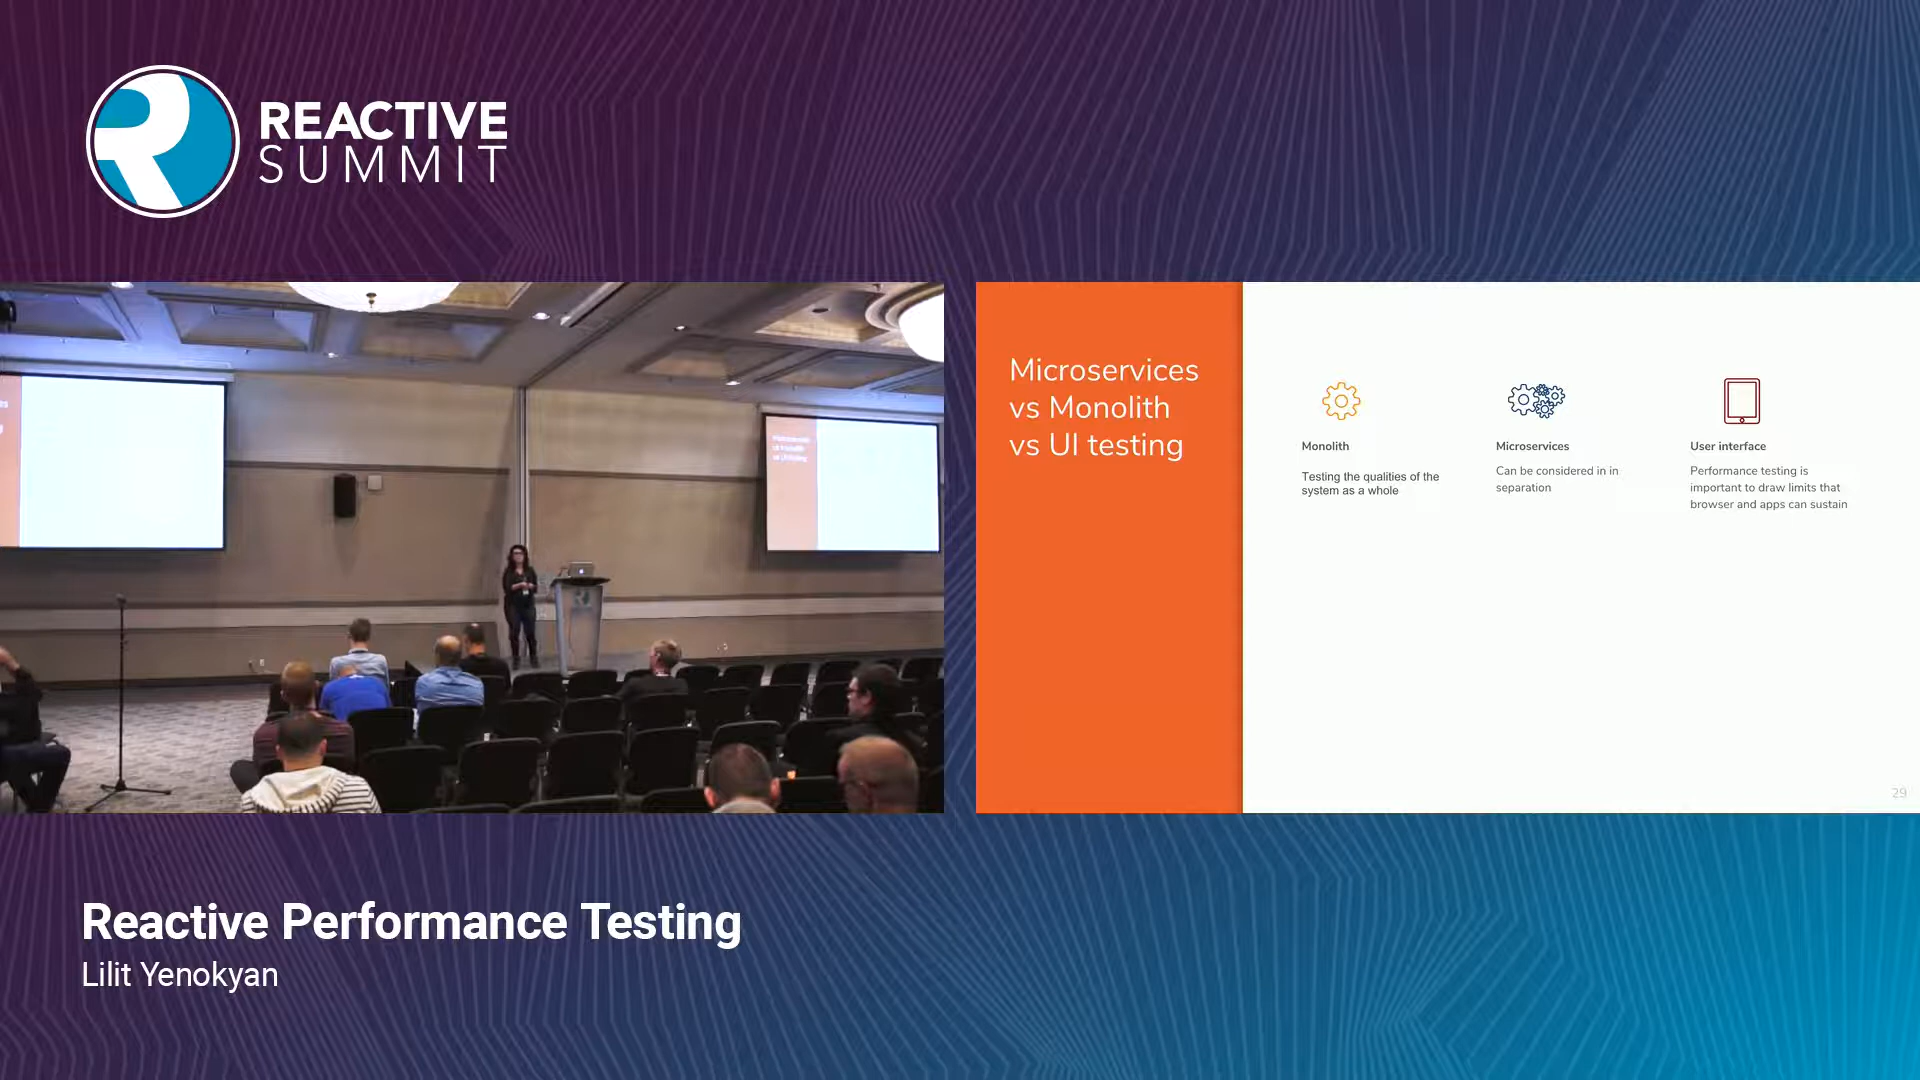 REACTIVE
SUMMIT
Microservices
vs Monolith
vs UI testing
Monolith
Testing the qualities of the
system as a whole
Microservices
Can be considered in in
separation
User interface
Performance testing is
important to draw limits that
browser and apps can sustain
29
Reactive Performance Testing
Lilit Yenokyan